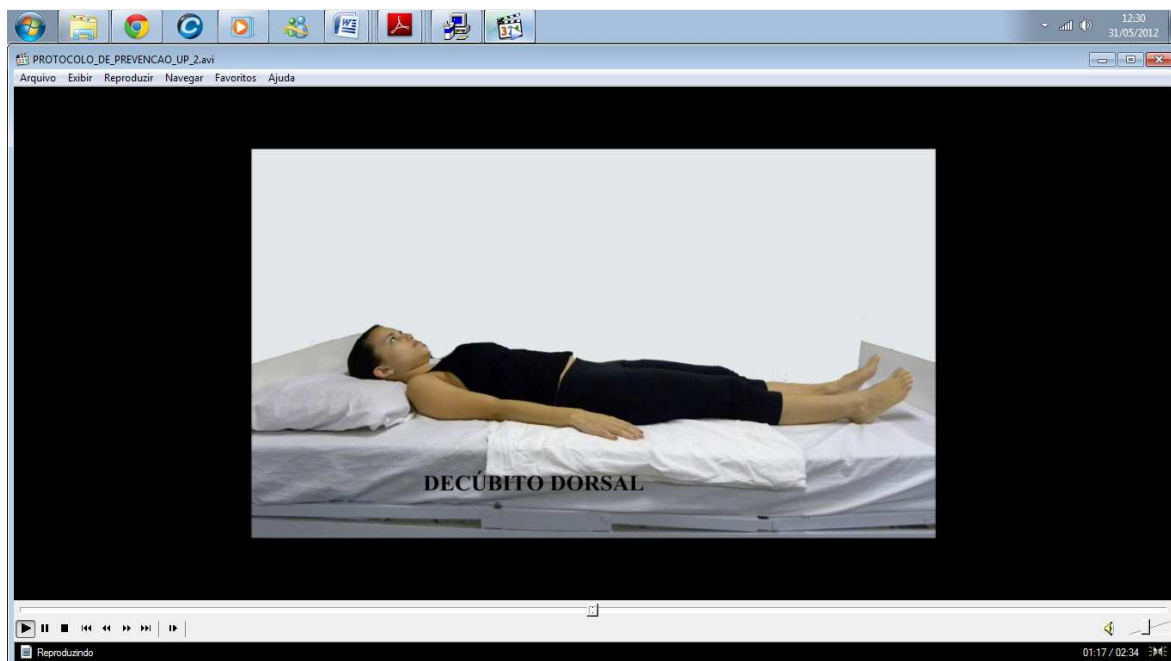 12:30
31/05/2012
PROTOCOLO_DE_PREVENCAO_UP_2.avi
Arquivo Exibir Reproduzir Navegar Favoritos Ajuda
DECÚBITO DORSAL
Reproduzindo
01:17 / 02:34